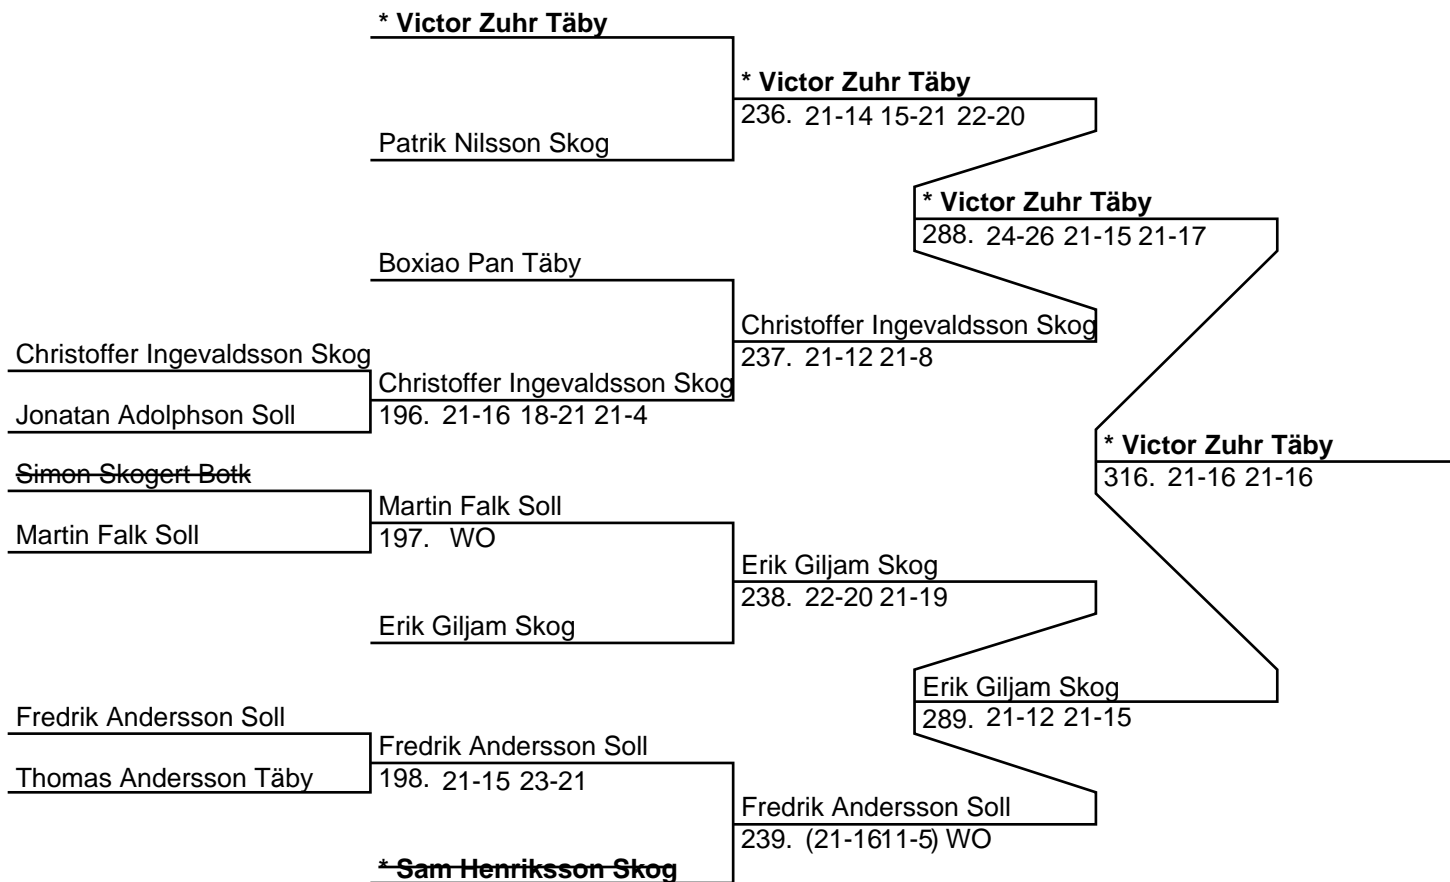 * Victor Zuhr Täby
* Victor Zuhr Täby
236. 21-14 15-21 22-20
Patrik Nilsson Skog
* Victor Zuhr Täby
288. 24-26 21-15 21-17
Boxiao Pan Täby
Christoffer Ingevaldsson Skog
237. 21-12 21-8
Christoffer Ingevaldsson Skog
Christoffer Ingevaldsson Skog
196. 21-16 18-21 21-4
Jonatan Adolphson Soll
* Victor Zuhr Täby
316. 21-16 21-16
Simon Skogert Botk
Martin Falk Soll
197. WO
Martin Falk Soll
Erik Giljam Skog
238. 22-20 21-19
Erik Giljam Skog
Erik Giljam Skog
289. 21-12 21-15
Fredrik Andersson Soll
Fredrik Andersson Soll
198. 21-15 23-21
Thomas Andersson Täby
Fredrik Andersson Soll
239. (21-1611-5) WO
* Sam Henriksson Skog